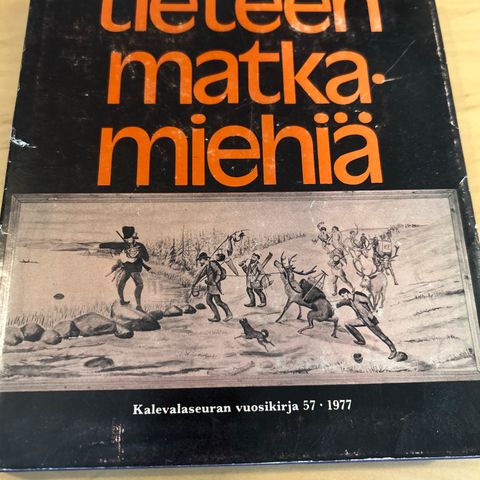 tieteen
matka-
miehiä
Kalevalaseuran vuosikirja 57 · 1977